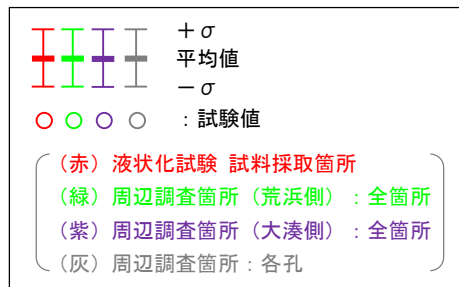 ＋σ
平均値
－σ
：試験値
（赤）液状化試験 試料採取箇所
（緑）周辺調査箇所（荒浜側）：全箇所
（紫）周辺調査箇所（大湊側）：全箇所
（灰）周辺調査箇所：各孔